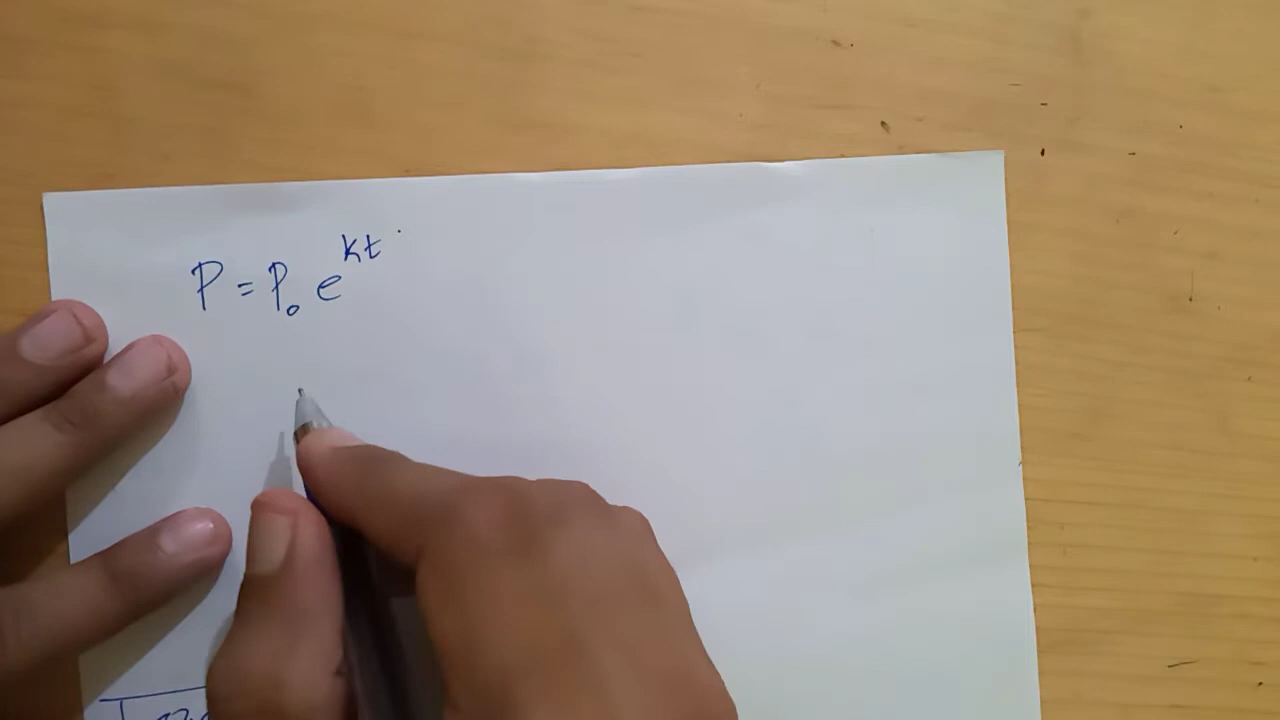 P = P₀ e^{kt}